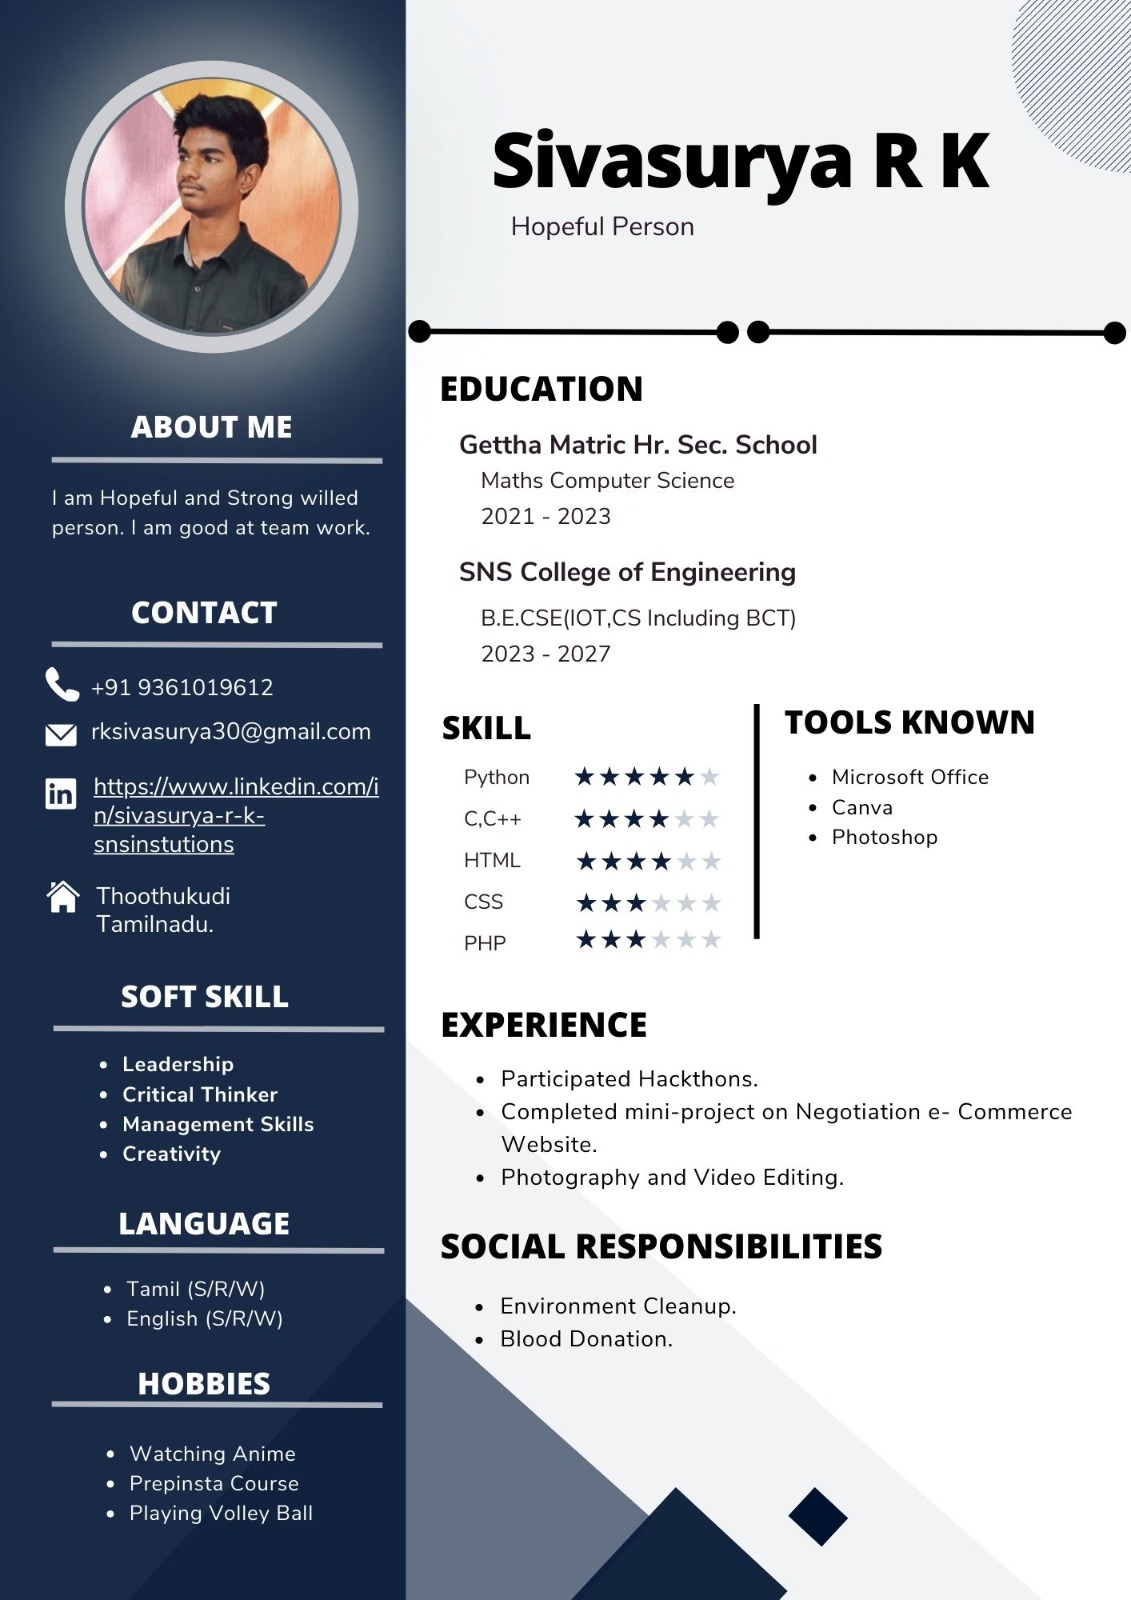 Sivasurya R K
Hopeful Person
ABOUT ME
I am Hopeful and Strong willed
person. I am good at team work.
CONTACT
+91 9361019612
rksivasurya30@gmail.com
https://www.linkedin.com/i
n/sivasurya-r-k-
snsinstutions
Thoothukudi
Tamilnadu.
SOFT SKILL
• Leadership
• Critical Thinker
• Management Skills
• Creativity
LANGUAGE
• Tamil (S/R/W)
• English (S/R/W)
HOBBIES
• Watching Anime
• Prepinsta Course
• Playing Volley Ball
EDUCATION
Gettha Matric Hr. Sec. School
Maths Computer Science
2021 - 2023
SNS College of Engineering
B.E.CSE(IOT,CS Including BCT)
2023 - 2027
SKILL
Python
C,C++
HTML
CSS
PHP
TOOLS KNOWN
• Microsoft Office
• Canva
• Photoshop
EXPERIENCE
• Participated Hackthons.
• Completed mini-project on Negotiation e- Commerce
Website.
• Photography and Video Editing.
SOCIAL RESPONSIBILITIES
• Environment Cleanup.
• Blood Donation.